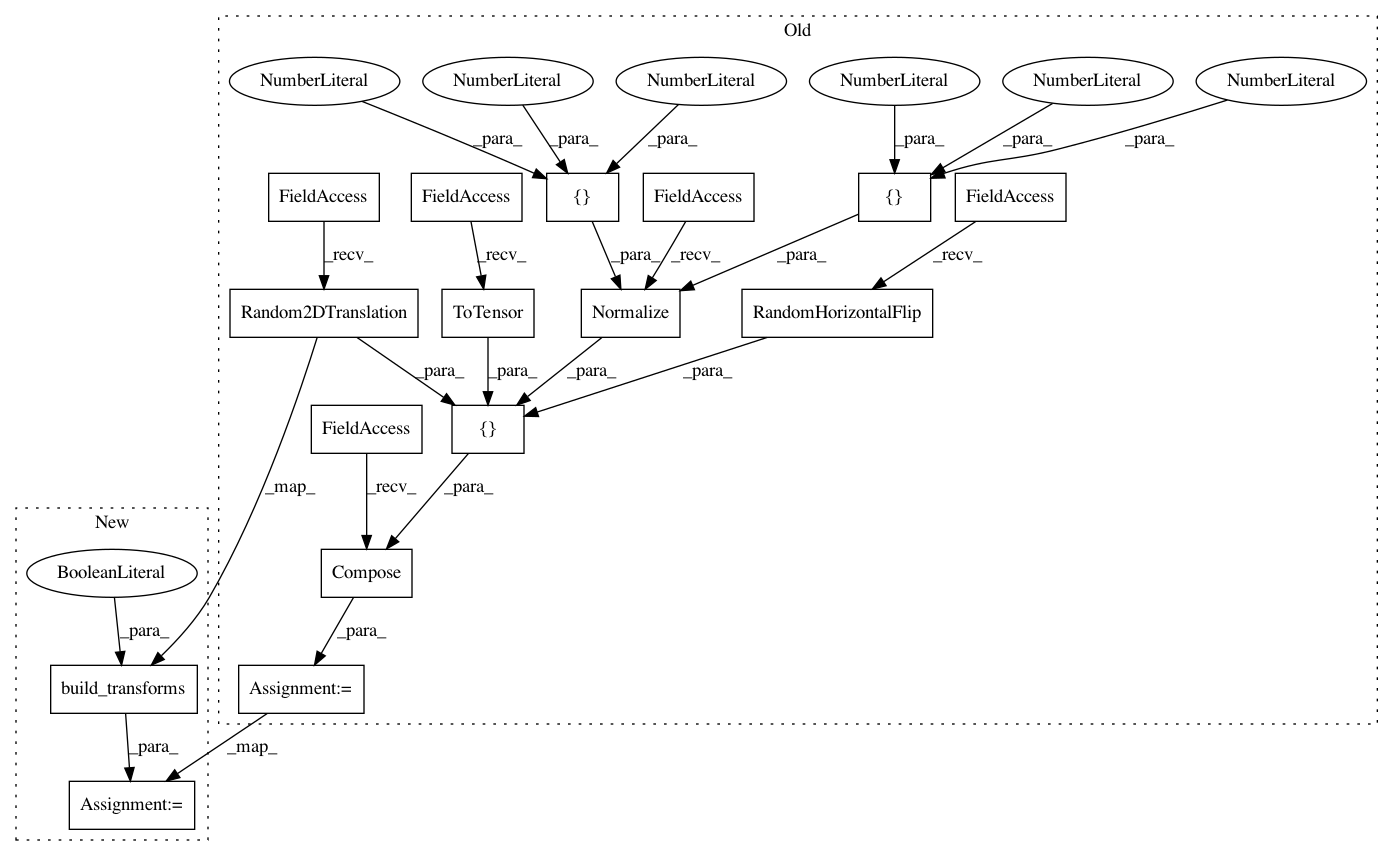 Old
NumberLiteral NumberLiteral NumberLiteral NumberLiteral NumberLiteral NumberLiteral
_para_ _para_ _para_ _para_ _para_ _para_
FieldAccess FieldAccess {} FieldAccess {} FieldAccess
_recv_ _recv_ _para_ _recv_ _para_ _recv_
Random2DTranslation ToTensor Normalize RandomHorizontalFlip
_para_ _para_ _para_ _para_
FieldAccess {}
_map_ _recv_ _para_
New
BooleanLiteral Compose
_para_ _para_
build_transforms Assignment:=
_para_ _map_
Assignment:=